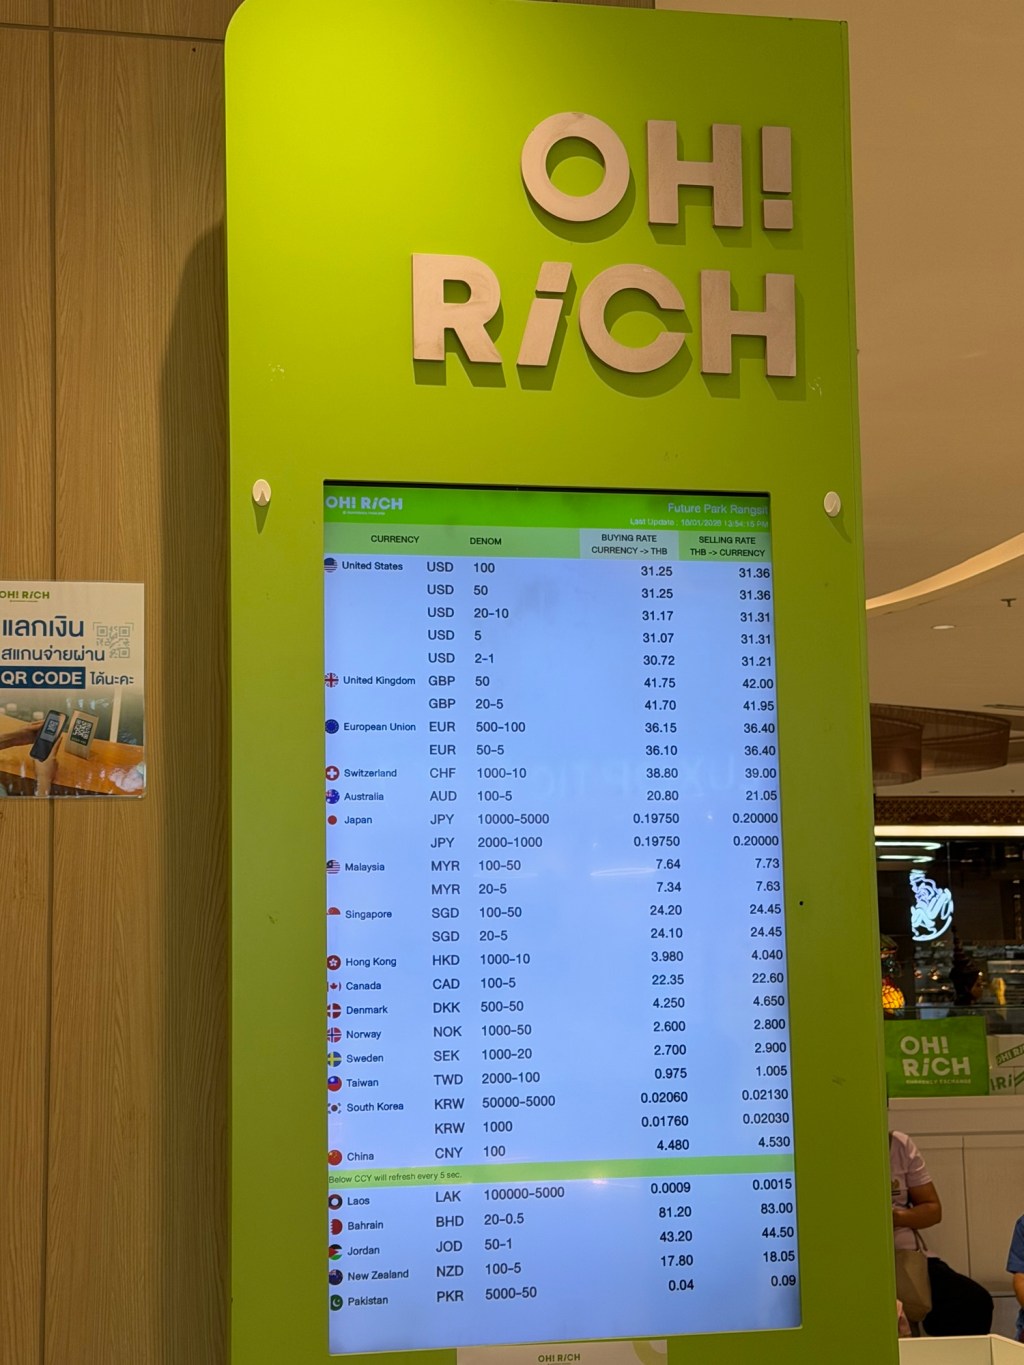 OH!
RiCH
OH! RiCH
Future Park Rangsit
Last Update : 16/01/2026 12:54:15 PM
CURRENCY DENOM BUYING RATE CURRENCY -> THB SELLING RATE THB -> CURRENCY
United States USD 100 31.25 31.36
USD 50 31.25 31.36
USD 20-10 31.17 31.31
USD 5 31.07 31.31
USD 2-1 30.72 31.21
United Kingdom GBP 50 41.75 42.00
GBP 20-5 41.70 41.95
European Union EUR 500-100 36.15 36.40
EUR 50-5 36.10 36.40
Switzerland CHF 1000-10 38.80 39.00
Australia AUD 100-5 20.80 21.05
Japan JPY 10000-5000 0.19750 0.20000
JPY 2000-1000 0.19750 0.20000
Malaysia MYR 100-50 7.64 7.73
MYR 20-5 7.34 7.63
Singapore SGD 100-50 24.20 24.45
SGD 20-5 24.10 24.45
Hong Kong HKD 1000-10 3.980 4.040
Canada CAD 100-5 22.35 22.60
Denmark DKK 500-50 4.250 4.650
Norway NOK 1000-50 2.600 2.800
Sweden SEK 1000-20 2.700 2.900
Taiwan TWD 2000-100 0.975 1.005
South Korea KRW 50000-5000 0.02060 0.02130
KRW 1000 0.01760 0.02030
China CNY 100 4.480 4.530
Below CCY will refresh every 5 sec.
Laos LAK 100000-5000 0.0009 0.0015
Bahrain BHD 20-0.5 81.20 83.00
Jordan JOD 50-1 43.20 44.50
New Zealand NZD 100-5 17.80 18.05
Pakistan PKR 5000-50 0.04 0.09
OH! RiCH
OH! RiCH
แลกเงิน
สแกนจ่ายผ่าน
QR CODE ได้นะคะ
OH!
RiCH
CURRENCY EXCHANGE